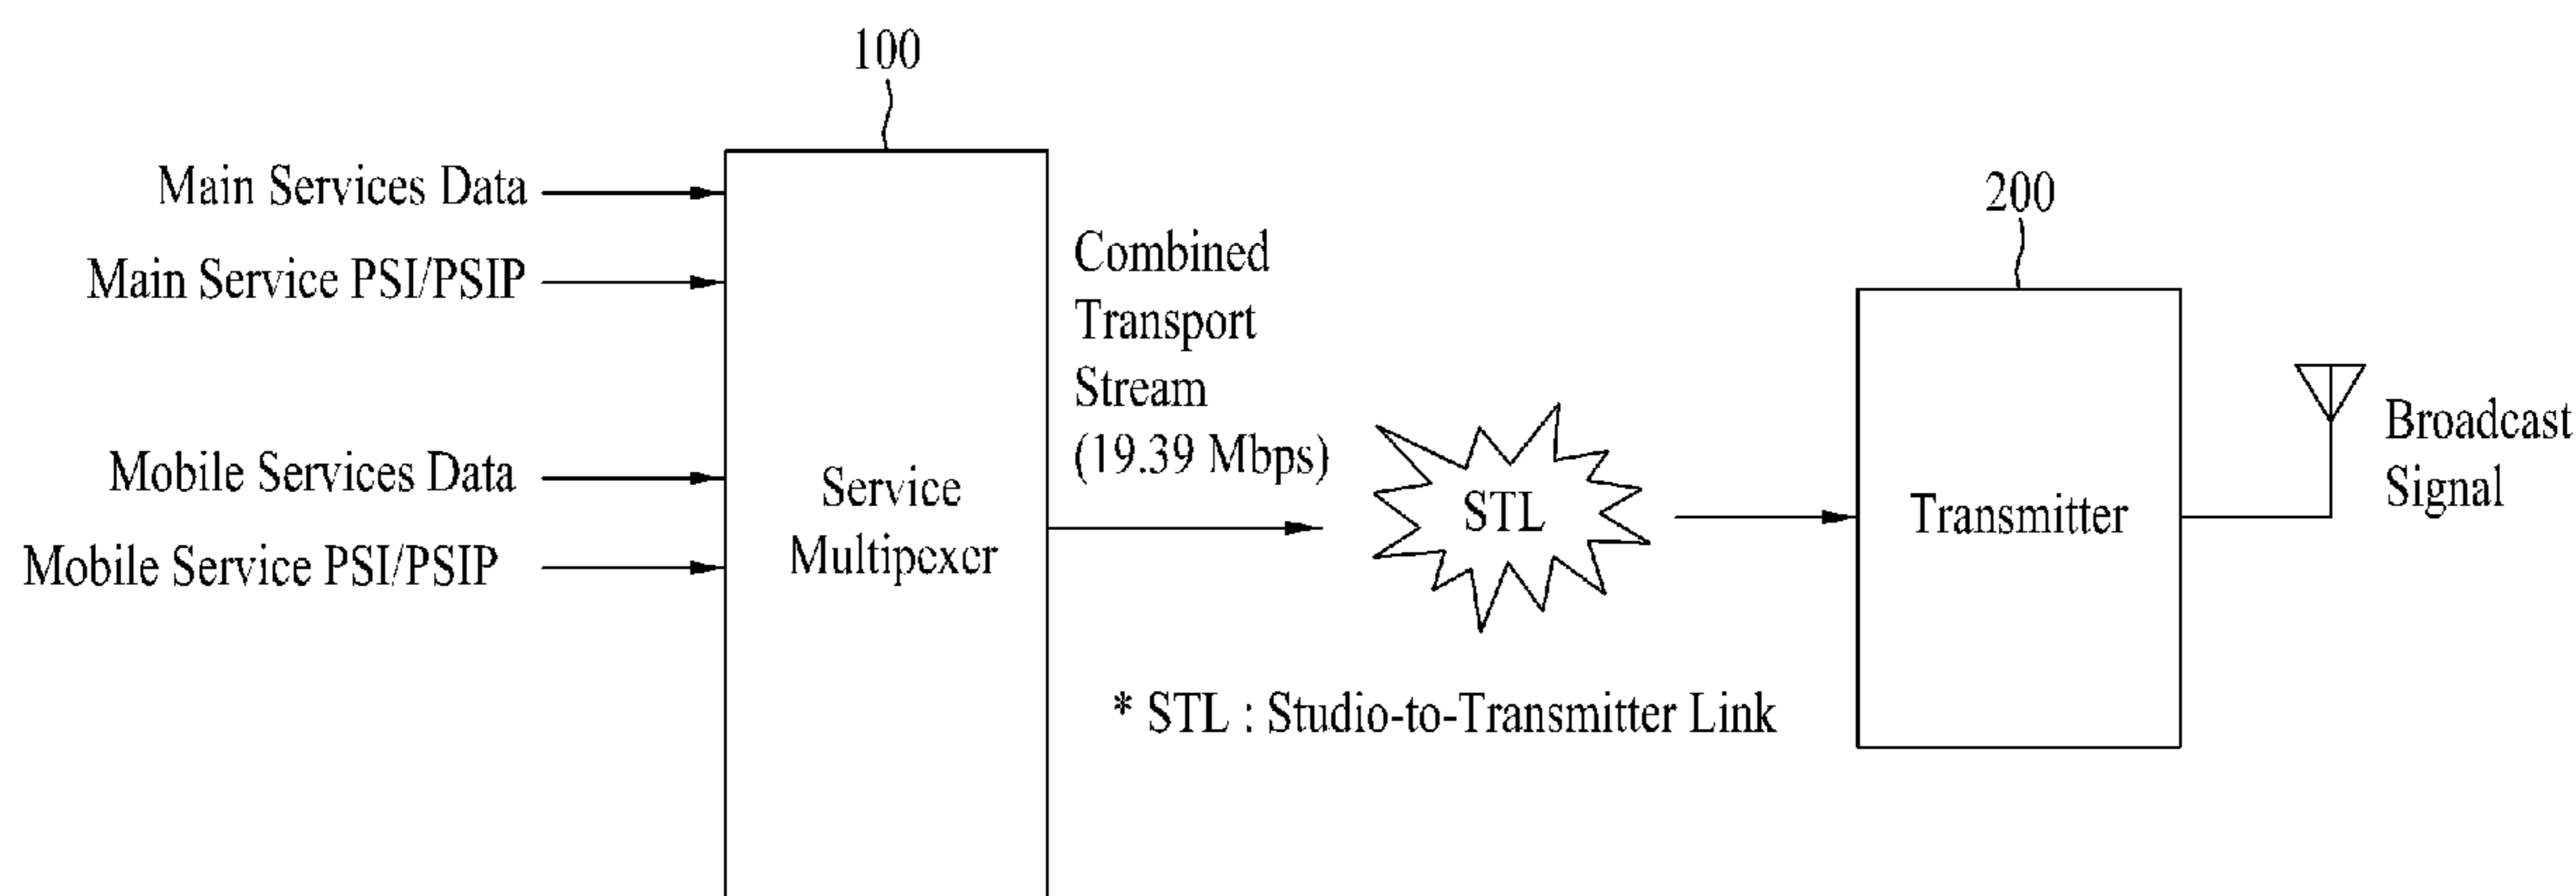 100
Main Services Data
Main Service PSI/PSIP
Mobile Services Data
Mobile Service PSI/PSIP
Service
Multipexer
Combined
Transport
Stream
(19.39 Mbps)
STL
* STL : Studio-to-Transmitter Link
200
Transmitter
Broadcast
Signal